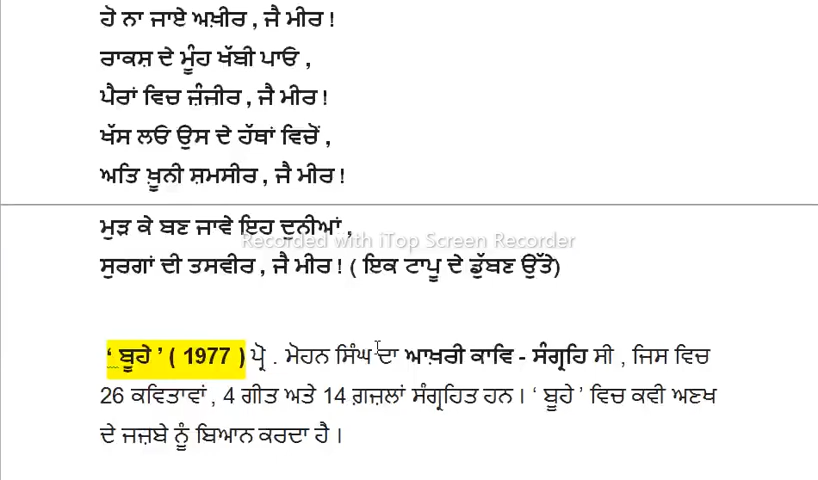 ਹੋ ਨਾ ਜਾਏ ਅਖ਼ੀਰ , ਜੈ ਮੀਰ !
ਰਾਕਸ਼ ਦੇ ਮੂੰਹ ਖੱਬੀ ਪਾਓ ,
ਪੈਰਾਂ ਵਿਚ ਜ਼ੰਜੀਰ , ਜੈ ਮੀਰ !
ਖੱਸ ਲਓ ਉਸ ਦੇ ਹੱਥਾਂ ਵਿਚੋਂ ,
ਅਤਿ ਖ਼ੂਨੀ ਸ਼ਮਸੀਰ , ਜੈ ਮੀਰ !
ਮੁੜ ਕੇ ਬਣ ਜਾਵੇ ਇਹ ਦੁਨੀਆਂ ,
Recorded with iTop Screen Recorder
ਸੁਰਗਾਂ ਦੀ ਤਸਵੀਰ , ਜੈ ਮੀਰ ! ( ਇਕ ਟਾਪੂ ਦੇ ਡੁੱਬਣ ਉੱਤੇ)
‘ ਬੂਹੇ ’ ( 1977 ) ਪ੍ਰੋ . ਮੋਹਨ ਸਿੰਘ ਦਾ ਆਖ਼ਰੀ ਕਾਵਿ - ਸੰਗ੍ਰਹਿ ਸੀ , ਜਿਸ ਵਿਚ
26 ਕਵਿਤਾਵਾਂ , 4 ਗੀਤ ਅਤੇ 14 ਗ਼ਜ਼ਲਾਂ ਸੰਗ੍ਰਹਿਤ ਹਨ । ‘ ਬੂਹੇ ’ ਵਿਚ ਕਵੀ ਅਣਖ
ਦੇ ਜਜ਼ਬੇ ਨੂੰ ਬਿਆਨ ਕਰਦਾ ਹੈ ।